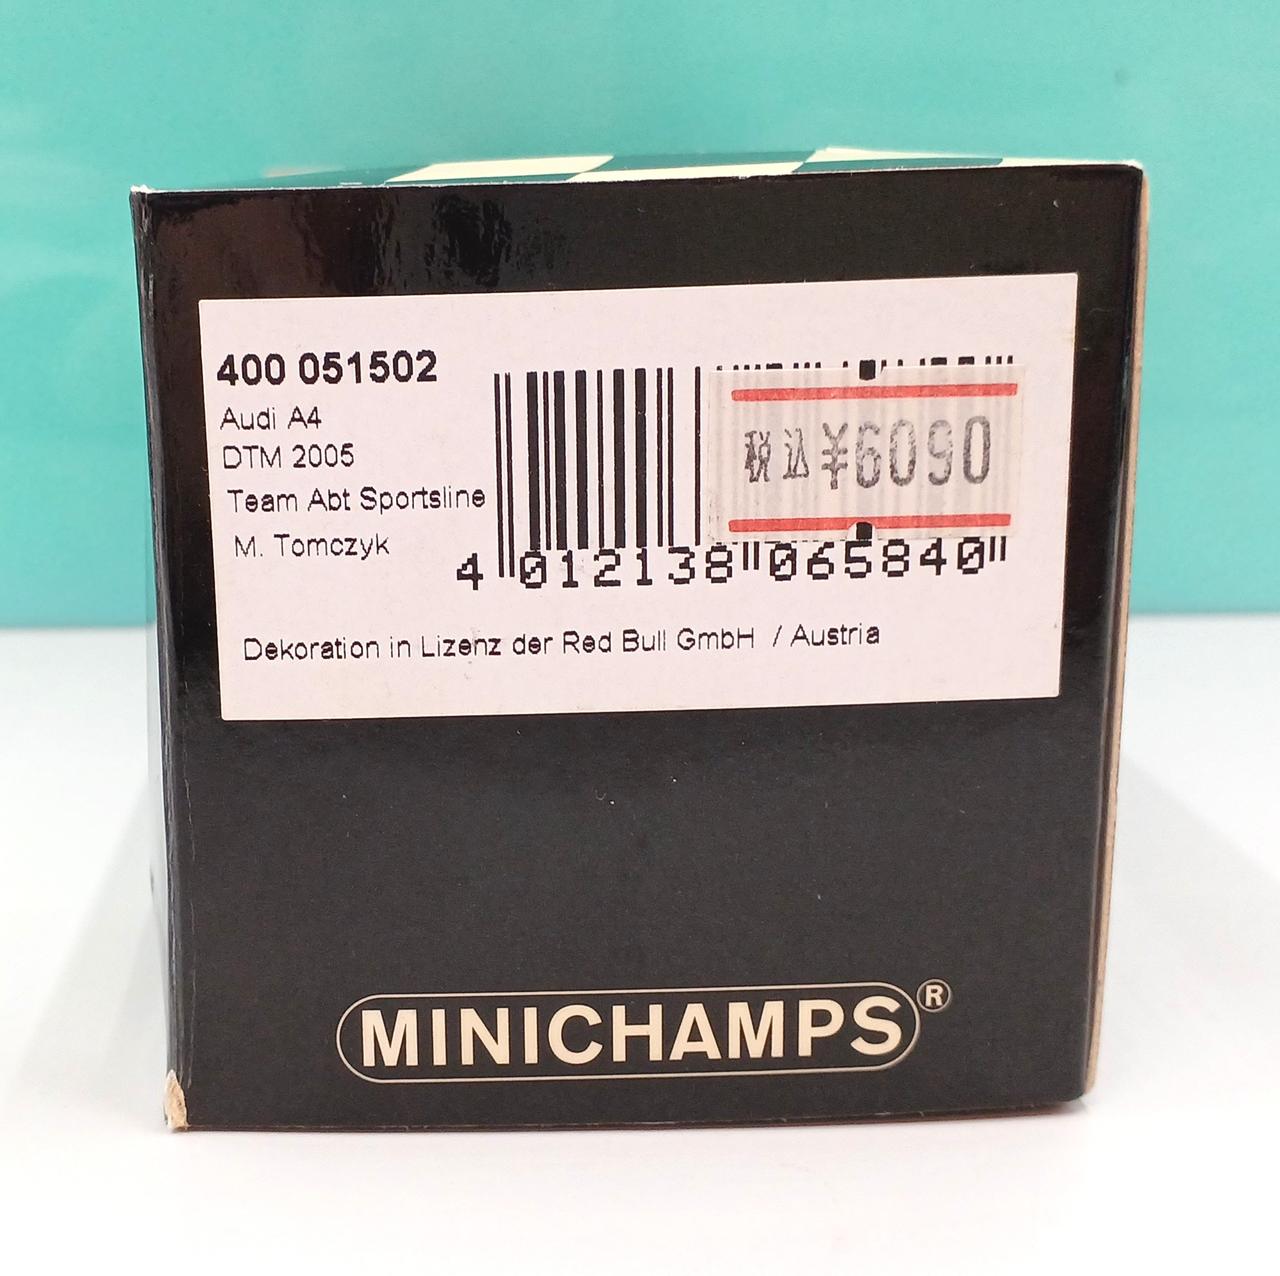 400 051502
Audi A4
DTM 2005
Team Abt Sportsline
M. Tomczyk
税込¥6090
4 012138 065840
Dekoration in Lizenz der Red Bull GmbH / Austria
MINICHAMPS®